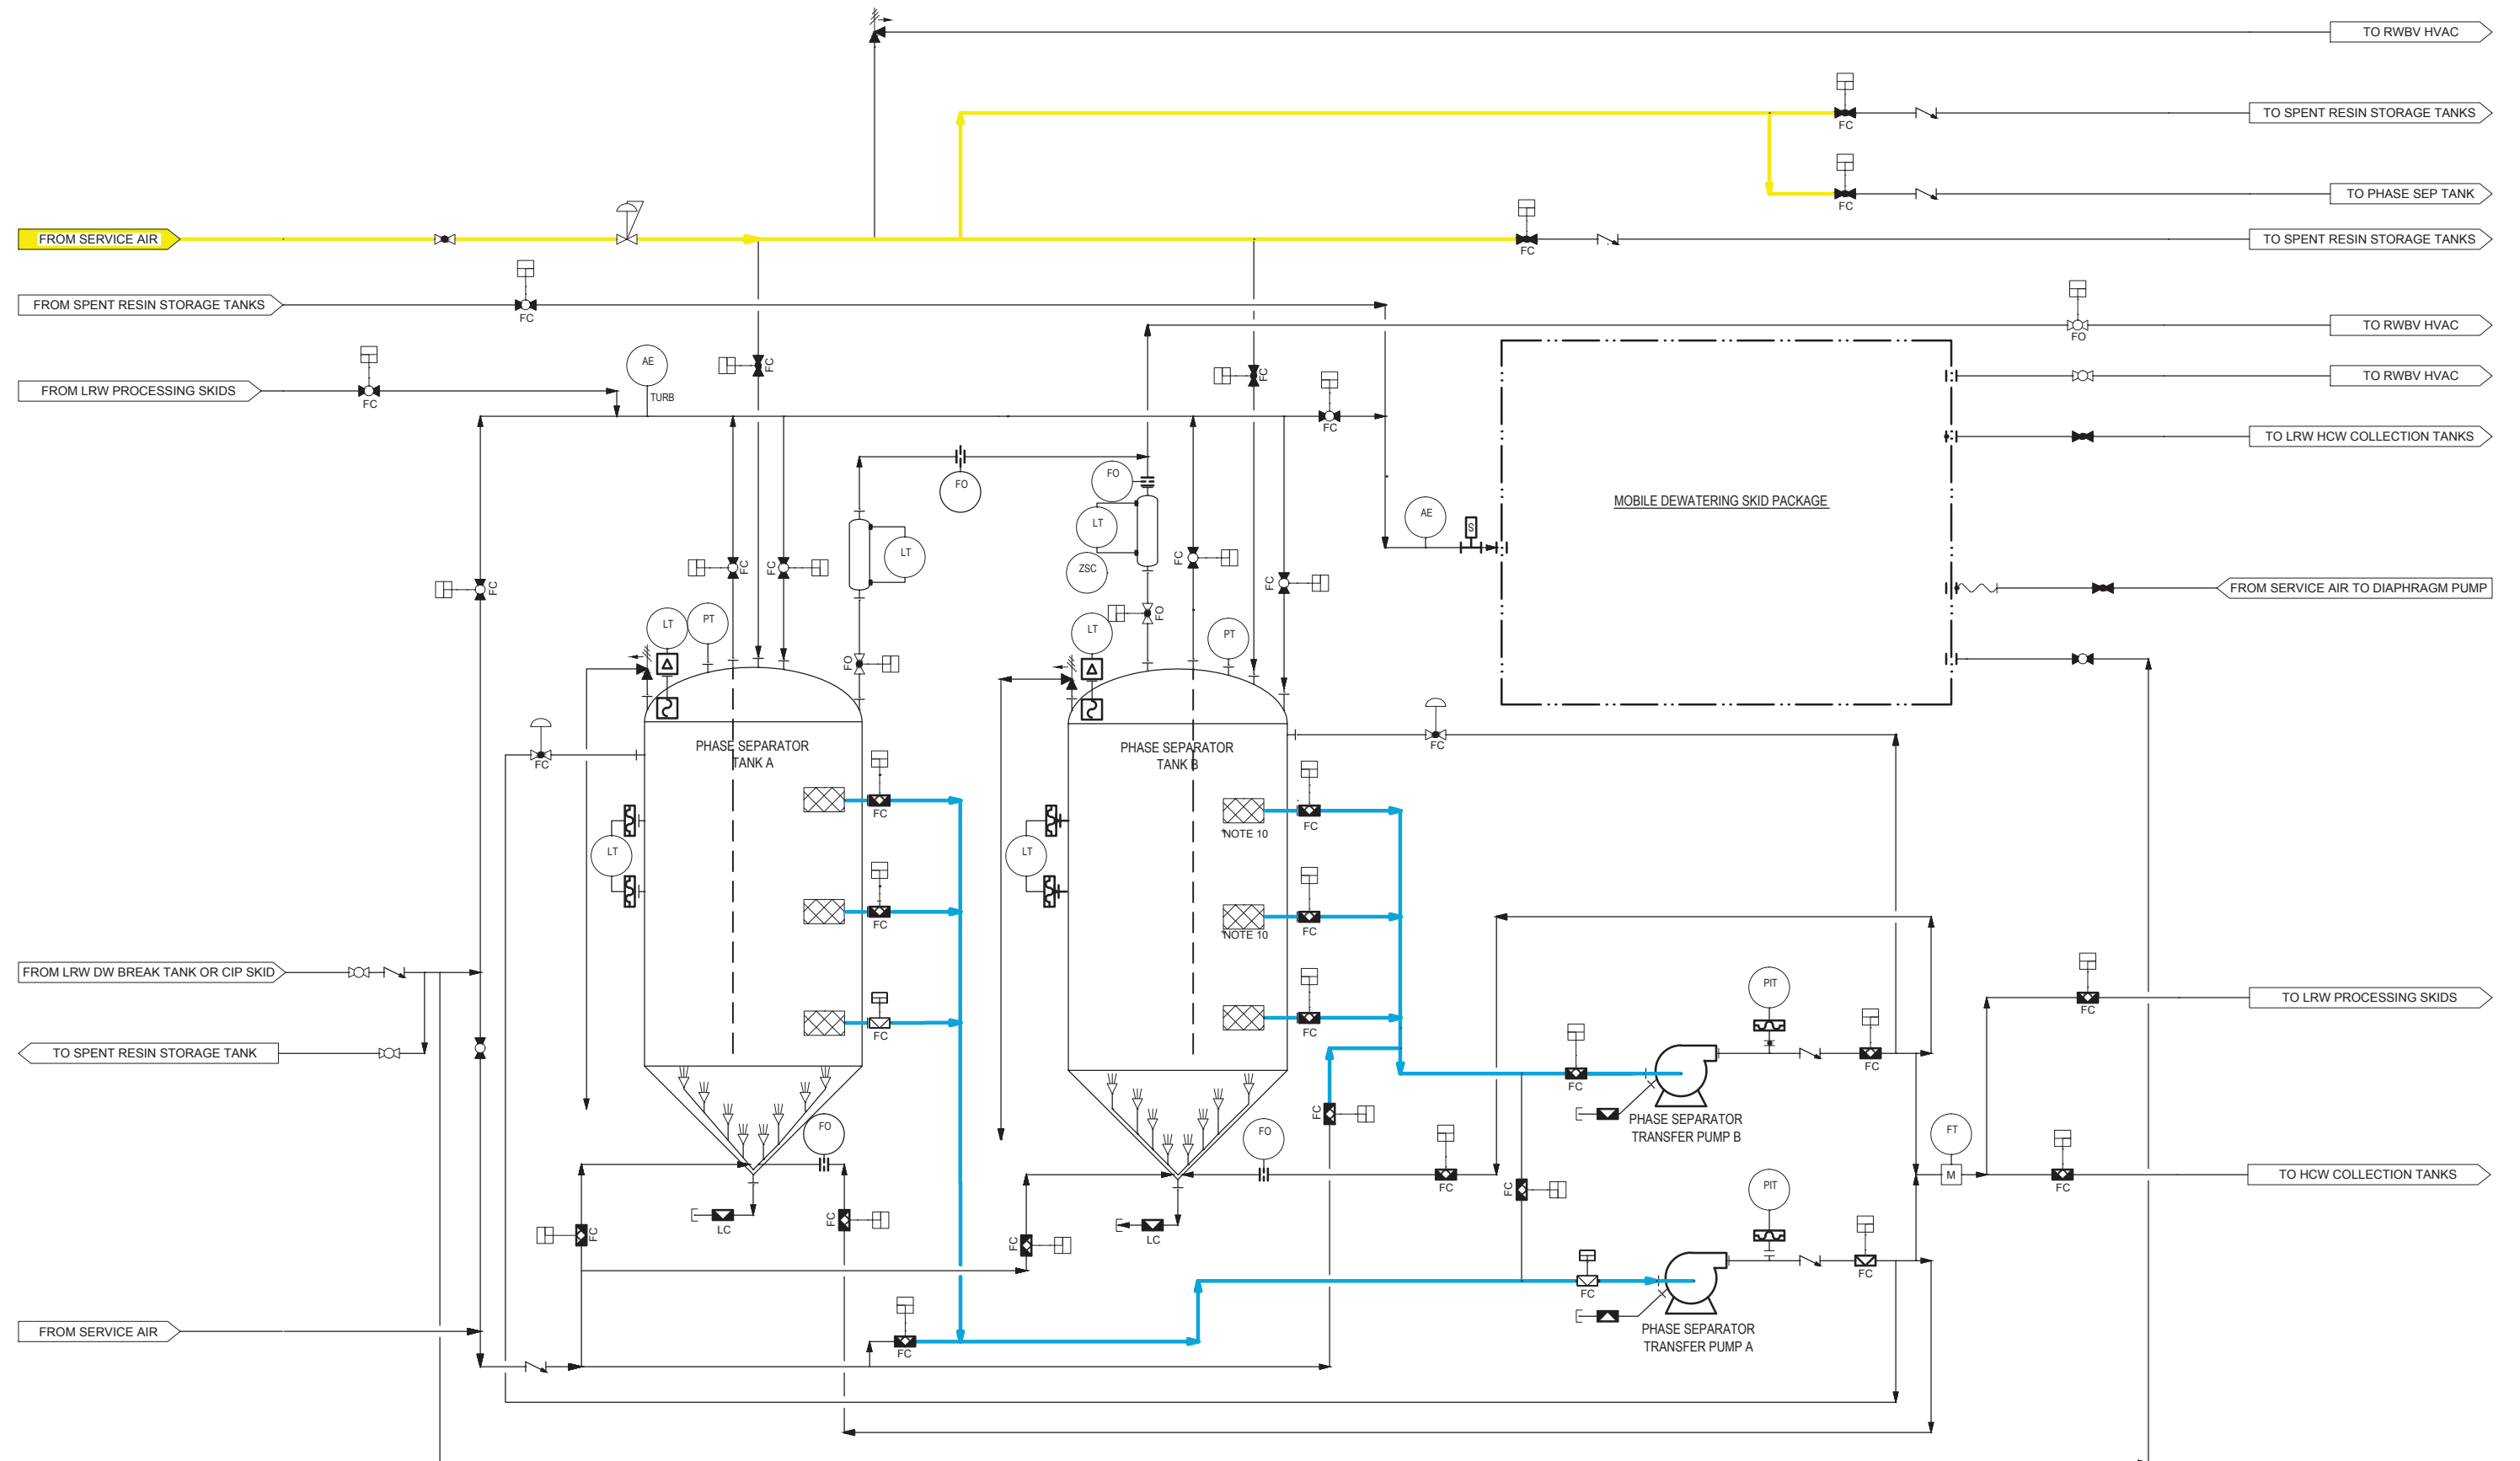 TO RWBV HVAC
FC
TO SPENT RESIN STORAGE TANKS
FC
TO PHASE SEP TANK
FROM SERVICE AIR
FC
TO SPENT RESIN STORAGE TANKS
FROM SPENT RESIN STORAGE TANKS
FC
FO
TO RWBV HVAC
FROM LRW PROCESSING SKIDS
FC
AE
TURB
FC
FC
FC
TO RWBV HVAC
TO LRW HCW COLLECTION TANKS
FO
FO
LT
LT
ZSC
AE
S
MOBILE DEWATERING SKID PACKAGE
FC
FC
FC
FC
FC
FROM SERVICE AIR TO DIAPHRAGM PUMP
LT
PT
FO
LT
FO
PT
FC
PHASE SEPARATOR
TANK A
PHASE SEPARATOR
TANK B
FC
FC
FC
NOTE 10
LT
LT
FC
FC
NOTE 10
FROM LRW DW BREAK TANK OR CIP SKID
FC
FC
PIT
FC
TO LRW PROCESSING SKIDS
TO SPENT RESIN STORAGE TANK
FC
FC
FC
PHASE SEPARATOR
TRANSFER PUMP B
FO
FO
FT
M
FC
FC
TO HCW COLLECTION TANKS
FC
PIT
LC
LC
FC
FC
FC
FC
FC
PHASE SEPARATOR
TRANSFER PUMP A
FROM SERVICE AIR
FC